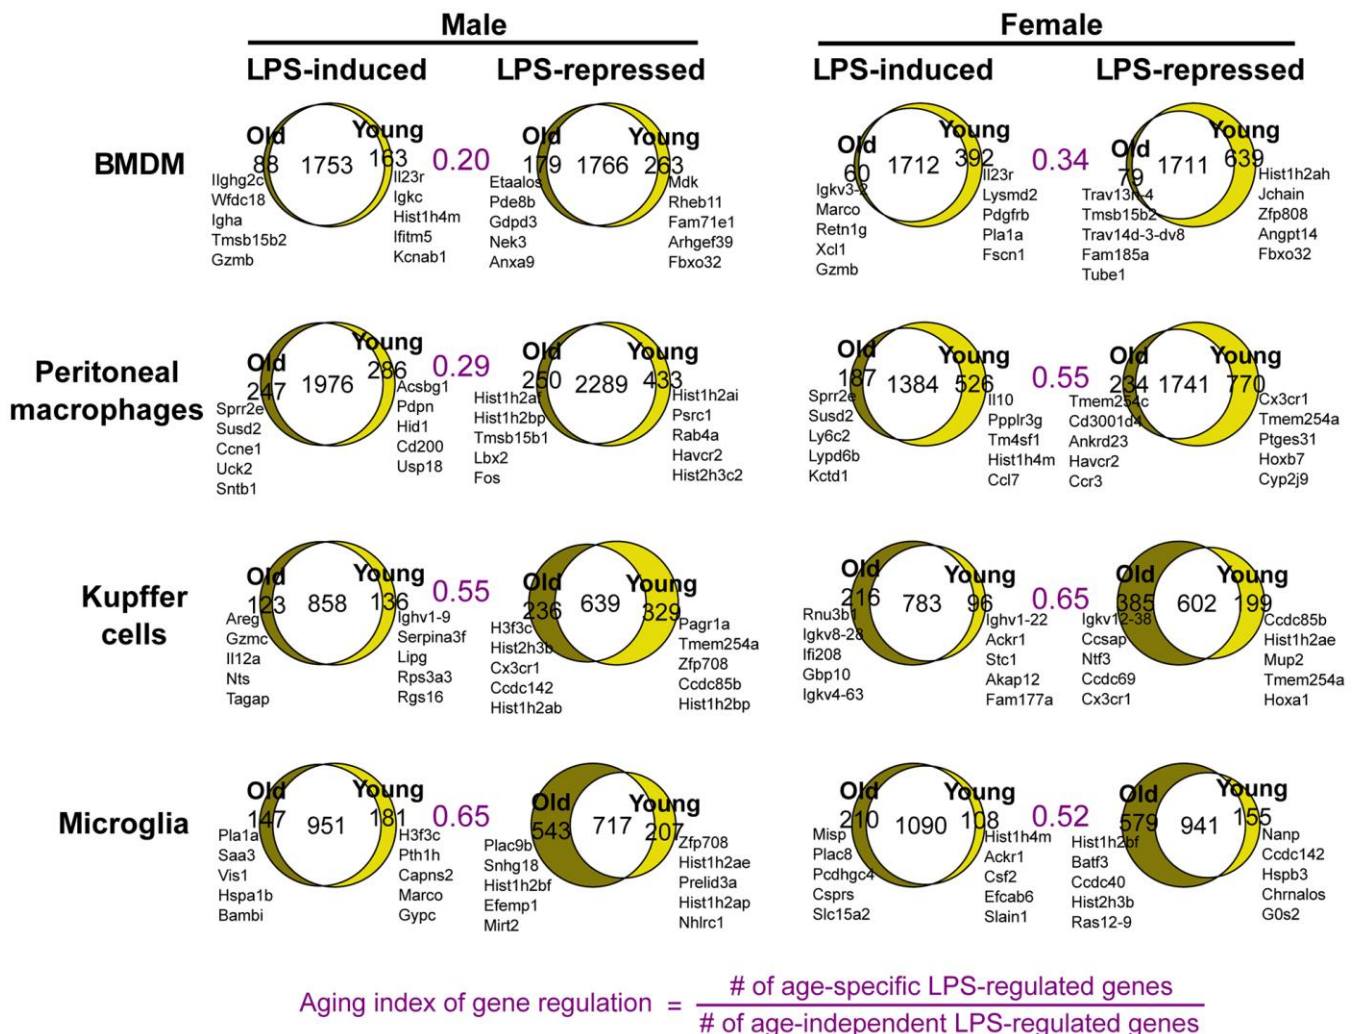 Male Female
LPS-induced LPS-repressed LPS-induced LPS-repressed
BMDM
Old Young
88 1753 163
Ilghg2c
Wfdc18
Igha
Tmsb15b2
Gzmb
Il23r
Igkc
Hist1h4m
Ifitm5
Kcnab1
0.20
Old Young
179 1766 263
Etaalos
Pde8b
Gdpd3
Nek3
Anxa9
Mdk
Rheb11
Fam71e1
Arhgef39
Fbxo32
Old Young
60 1712 392
Igkv3-2
Marco
Retn1g
Xcl1
Gzmb
Il23r
Lysmd2
Pdgfrb
Pla1a
Fscn1
0.34
Old Young
79 1711 639
Trav13n-4
Tmsb15b2
Trav14d-3-dv8
Fam185a
Tube1
Hist1h2ah
Jchain
Zfp808
Angpt14
Fbxo32
Peritoneal
macrophages
Old Young
247 1976 286
Sprr2e
Susd2
Ccne1
Uck2
Sntb1
Acsbg1
Pdpn
Hid1
Cd200
Usp18
0.29
Old Young
250 2289 433
Hist1h2af
Hist1h2bp
Tmsb15b1
Lbx2
Fos
Hist1h2ai
Psrc1
Rab4a
Havcr2
Hist2h3c2
Old Young
187 1384 526
Sprr2e
Susd2
Ly6c2
Lypd6b
Kctd1
Il10
Ppplr3g
Tm4sf1
Hist1h4m
Ccl7
0.55
Old Young
234 1741 770
Tmem254c
Cd3001d4
Ankrd23
Havcr2
Ccr3
Cx3cr1
Tmem254a
Ptges31
Hoxb7
Cyp2j9
Kupffer
cells
Old Young
123 858 136
Areg
Gzmc
Il12a
Nts
Tagap
Ighv1-9
Serpina3f
Lipg
Rps3a3
Rgs16
0.55
Old Young
236 639 329
H3f3c
Hist2h3b
Cx3cr1
Ccdc142
Hist1h2ab
Pagr1a
Tmem254a
Zfp708
Ccdc85b
Hist1h2bp
Old Young
216 783 96
Rnu3b1
Igkv8-28
Ifi208
Gbp10
Igkv4-63
Ighv1-22
Ackr1
Stc1
Akap12
Fam177a
0.65
Old Young
385 602 199
Igkv12-38
Ccsap
Ntf3
Ccdc69
Cx3cr1
Ccdc85b
Hist1h2ae
Mup2
Tmem254a
Hoxa1
Microglia
Old Young
147 951 181
Pla1a
Saa3
Vis1
Hspa1b
Bambi
H3f3c
Pth1h
Capns2
Marco
Gypc
0.65
Old Young
543 717 207
Plac9b
Snhg18
Hist1h2bf
Efemp1
Mirt2
Zfp708
Hist1h2ae
Prelid3a
Hist1h2ap
Nhlrc1
Old Young
210 1090 108
Misp
Plac8
Pcdhgc4
Csprs
Slc15a2
Hist1h4m
Ackr1
Csf2
Efcab6
Slain1
0.52
Old Young
579 941 155
Hist1h2bf
Batf3
Ccdc40
Hist2h3b
Ras12-9
Nanp
Ccdc142
Hspb3
Chrnalos
G0s2
# of age-specific LPS-regulated genes
Aging index of gene regulation =
# of age-independent LPS-regulated genes